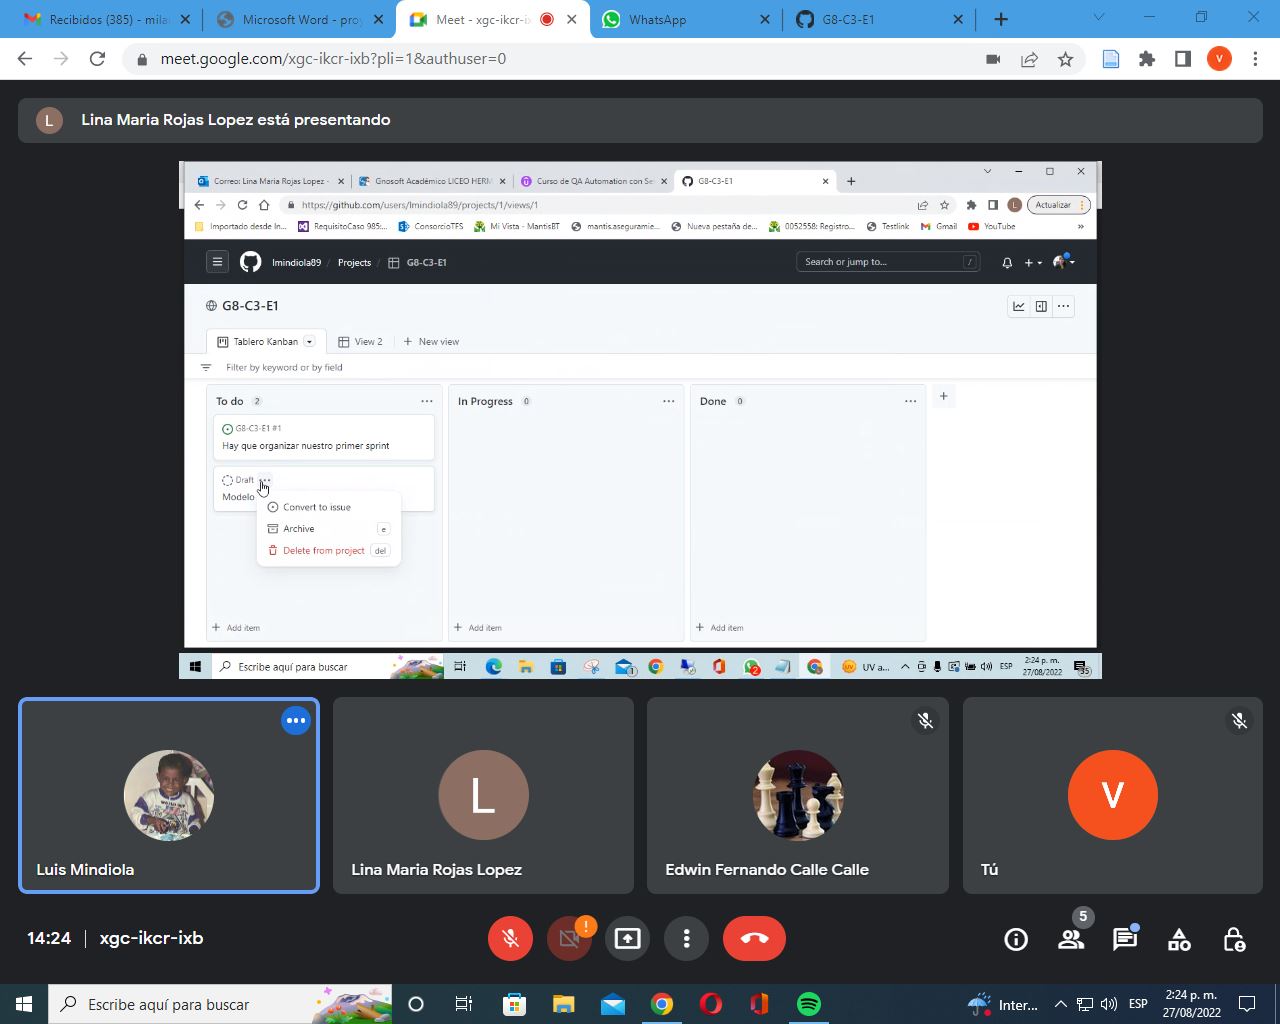 Recibidos (385) - mila
Microsoft Word - pro
Meet - xgc-ikcr-ix
WhatsApp
G8-C3-E1
meet.google.com/xgc-ikcr-ixb?pli=1&authuser=0
V
L
Lina Maria Rojas Lopez está presentando
Correo: Lina Maria Rojas Lopez -
Gnosoft Académico LICEO HERM
Curso de QA Automation con Se
G8-C3-E1
https://github.com/users/lmindiola89/projects/1/views/1
L
Actualizar
Importado desde In...
RequisitoCaso 985:...
ConsorcioTFS
Mi Vista - MantisBT
mantis.aseguramie...
Nueva pestaña de...
0052558: Registro...
Testlink
Gmail
YouTube
»
lmindiola89 / Projects / G8-C3-E1
Search or jump to...
/
G8-C3-E1
Tablero Kanban
View 2
+ New view
Filter by keyword or by field
To do 2
In Progress 0
Done 0
G8-C3-E1 #1
Hay que organizar nuestro primer sprint
Draft
Modelo
Convert to issue
Archive e
Delete from project del
+ Add item
+ Add item
+ Add item
Escribe aquí para buscar
1
2
UV a...
ESP
2:24 p. m.
27/08/2022
35
Luis Mindiola
L
Lina Maria Rojas Lopez
Edwin Fernando Calle Calle
V
Tú
14:24 | xgc-ikcr-ixb
!
5
Escribe aquí para buscar
Inter...
ESP
2:24 p. m.
27/08/2022